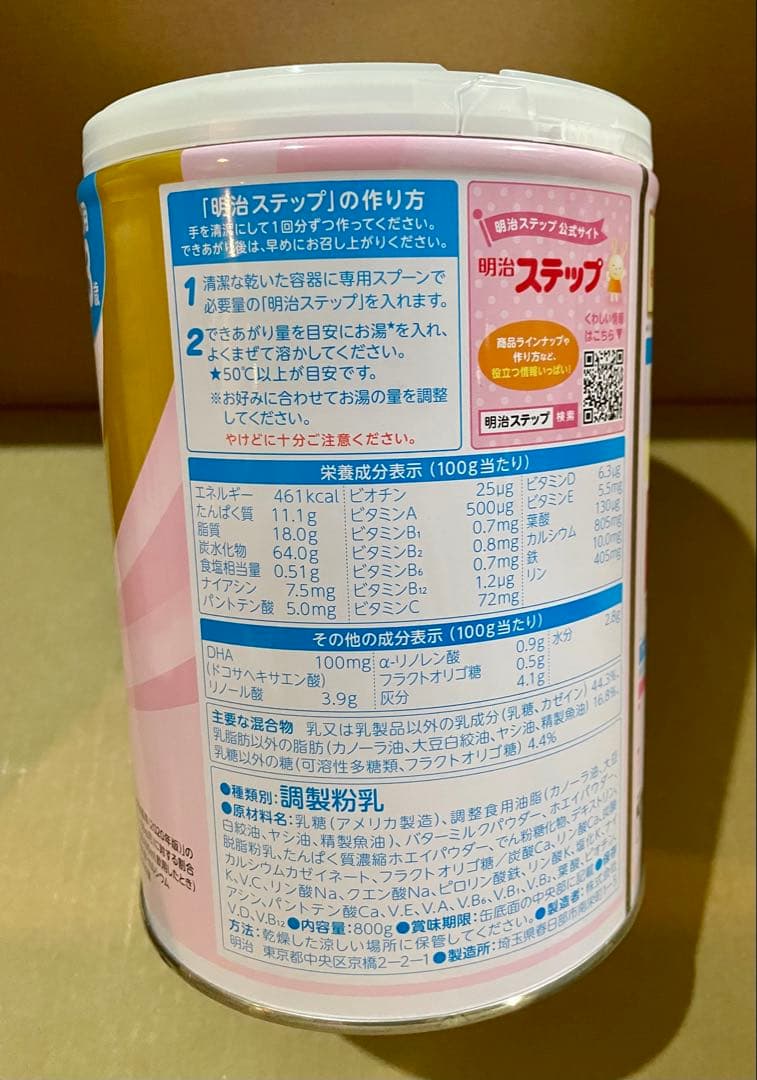 「明治ステップ」の作り方
手を清潔にして1回分ずつ作ってください。
できあがり後は、早めにお召し上がりください。
1 清潔な乾いた容器に専用スプーンで
必要量の「明治ステップ」を入れます。
2 できあがり量を目安にお湯★を入れ、
よくまぜて溶かしてください。
★50℃以上が目安です。
※お好みに合わせてお湯の量を調整
してください。
やけどに十分ご注意ください。
明治ステップ公式サイト
明治ステップ
くわしい情報
はこちら▼
商品ラインナップや
作り方など、
役立つ情報いっぱい!
明治ステップ 検索
栄養成分表示(100g当たり)
エネルギー 461kcal
たんぱく質 11.1g
脂質 18.0g
炭水化物 64.0g
食塩相当量 0.51g
ナイアシン 7.5mg
パントテン酸 5.0mg
ビオチン 25μg
ビタミンA 500μg
ビタミンB₁ 0.7mg
ビタミンB₂ 0.8mg
ビタミンB₆ 0.7mg
ビタミンB₁₂ 1.2μg
ビタミンC 72mg
ビタミンD 6.3μg
ビタミンE 5.5mg
葉酸 130μg
カルシウム 805mg
鉄 10.0mg
リン 405mg
その他の成分表示(100g当たり)
DHA 100mg
(ドコサヘキサエン酸)
リノール酸 3.9g
α-リノレン酸 0.9g
フラクトオリゴ糖 0.5g
灰分 4.1g
水分 2.8g
主要な混合物 乳又は乳製品以外の乳成分(乳糖、カゼイン)44.3%、
乳脂肪以外の脂肪(カノーラ油、大豆白絞油、ヤシ油、精製魚油)16.8%、
乳糖以外の糖(可溶性多糖類、フラクトオリゴ糖)4.4%
●種類別:調製粉乳
●原材料名:乳糖(アメリカ製造)、調整食用油脂(カノーラ油、大豆
白絞油、ヤシ油、精製魚油)、バターミルクパウダー、ホエイパウダー、
脱脂粉乳、たんぱく質濃縮ホエイパウダー、でん粉糖化物、デキストリン、
カルシウムカゼイネート、フラクトオリゴ糖/炭酸Ca、リン酸Ca、炭酸
K、V.C、リン酸Na、クエン酸Na、ピロリン酸鉄、リン酸K、塩化K、ナイ
アシン、パントテン酸Ca、V.E、V.A、V.B₆、V.B₁、V.B₂、葉酸、ビオチン、
V.D、V.B₁₂ ●内容量:800g ●賞味期限:缶底面の中央部に記載 ●保存
方法:乾燥した涼しい場所に保管してください。 ●製造者:株式会社
明治 東京都中央区京橋2-2-1 ●製造所:埼玉県春日部市南栄町1-5